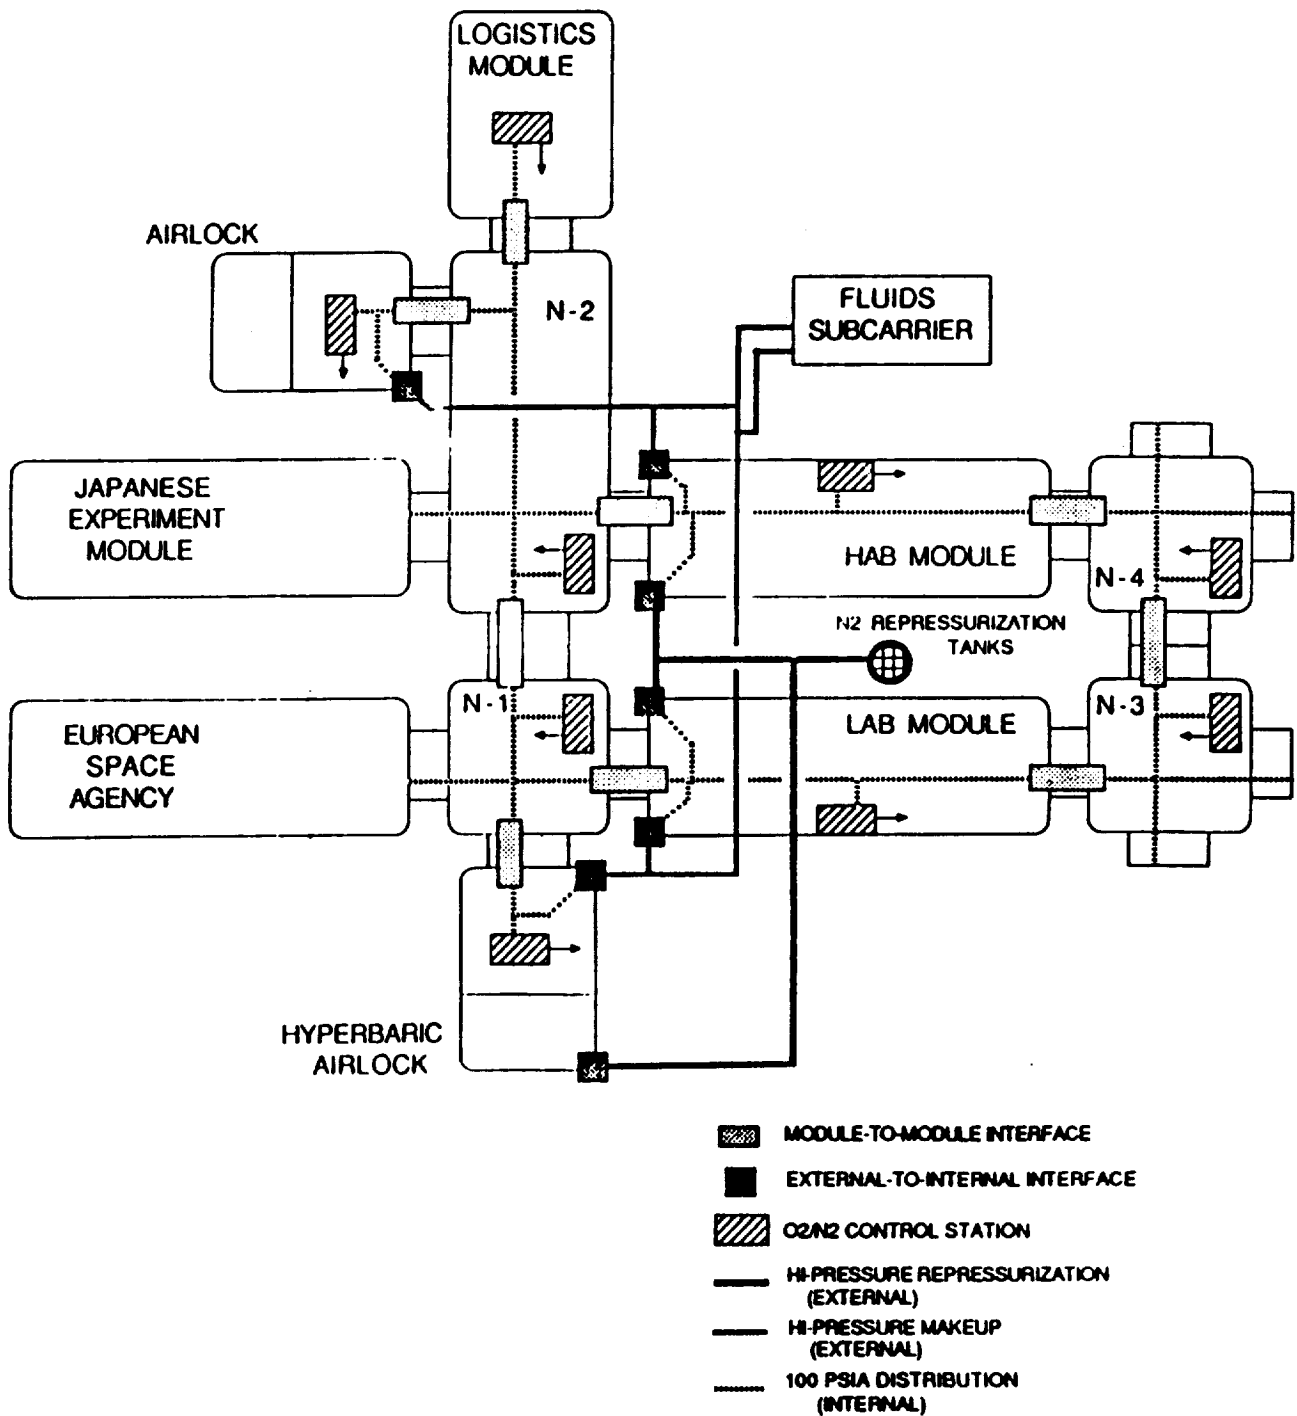 LOGISTICS
MODULE
AIRLOCK
N-2
FLUIDS
SUBCARRIER
JAPANESE
EXPERIMENT
MODULE
HAB MODULE
N-4
N2 REPRESSURIZATION
TANKS
N-1
N-3
LAB MODULE
EUROPEAN
SPACE
AGENCY
HYPERBARIC
AIRLOCK
MODULE-TO-MODULE INTERFACE
EXTERNAL-TO-INTERNAL INTERFACE
O2/N2 CONTROL STATION
HI-PRESSURE REPRESSURIZATION
(EXTERNAL)
HI-PRESSURE MAKEUP
(EXTERNAL)
100 PSIA DISTRIBUTION
(INTERNAL)